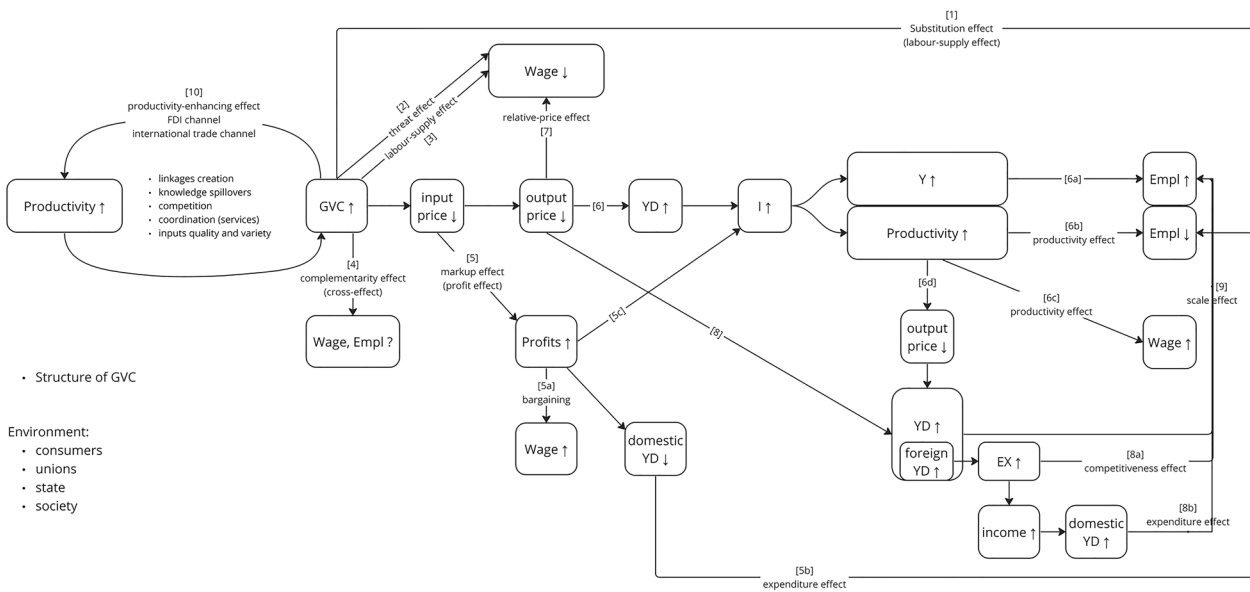 [1]
Substitution effect
(labour-supply effect)
Wage ↓
[2]
threat effect
labour-supply effect
[3]
relative-price effect
[7]
[10]
productivity-enhancing effect
FDI channel
international trade channel
• linkages creation
• knowledge spillovers
• competition
• coordination (services)
• inputs quality and variety
Productivity ↑
GVC ↑
input
price ↓
output
price ↓
[6]
YD ↑
I ↑
Y ↑
[6a]
Empl ↑
Productivity ↑
[6b]
productivity effect
Empl ↓
[4]
complementarity effect
(cross-effect)
Wage, Empl ?
[5]
markup effect
(profit effect)
Profits ↑
[5c]
[8]
[6d]
[6c]
productivity effect
[9]
scale effect
output
price ↓
Wage ↑
[5a]
bargaining
Wage ↑
domestic
YD ↓
YD ↑
foreign
YD ↑
EX ↑
[8a]
competitiveness effect
income ↑
domestic
YD ↑
[8b]
expenditure effect
[5b]
expenditure effect
• Structure of GVC
Environment:
• consumers
• unions
• state
• society